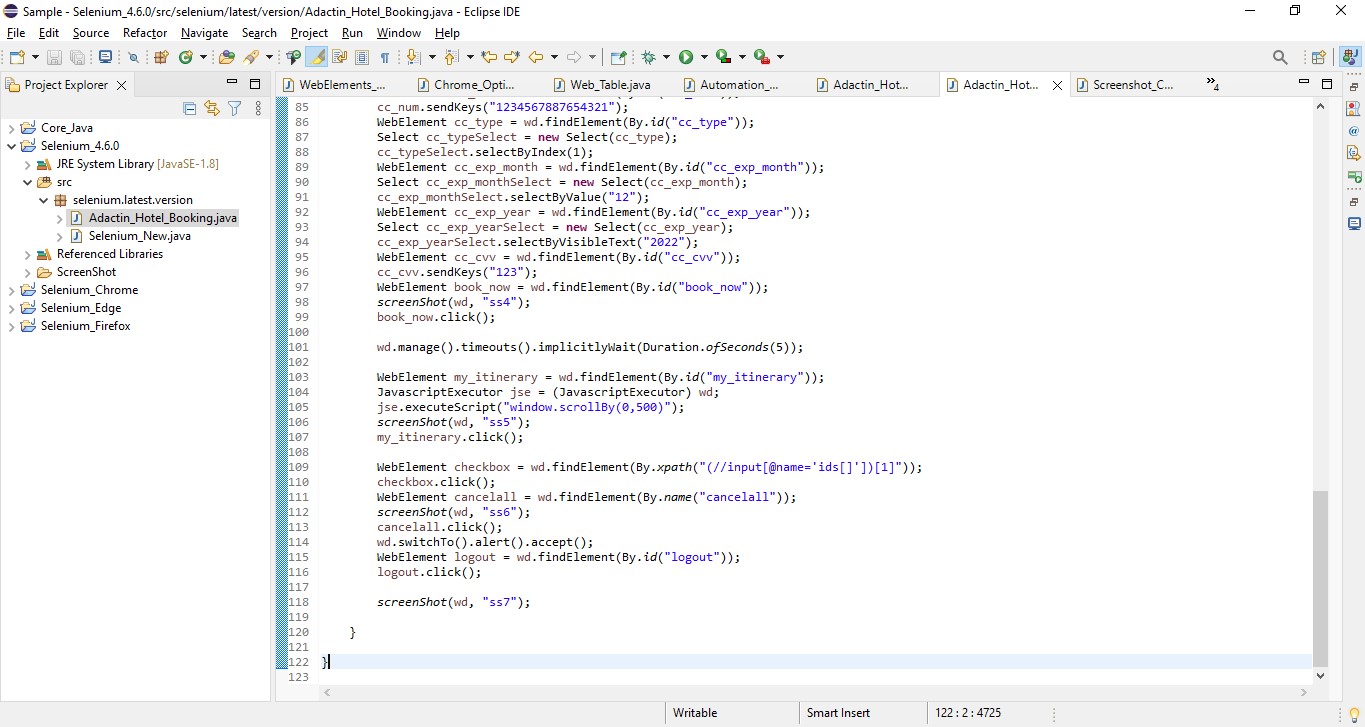 Sample - Selenium_4.6.0/src/selenium/latest/version/Adactin_Hotel_Booking.java - Eclipse IDE
File Edit Source Refactor Navigate Search Project Run Window Help
Project Explorer
WebElements_... Chrome_Opti... Web_Table.java Automation_... Adactin_Hot... Adactin_Hot... Screenshot_C... »4
Core_Java
Selenium_4.6.0
JRE System Library [JavaSE-1.8]
src
selenium.latest.version
Adactin_Hotel_Booking.java
Selenium_New.java
Referenced Libraries
ScreenShot
Selenium_Chrome
Selenium_Edge
Selenium_Firefox
85 cc_num.sendKeys("1234567887654321");
86 WebElement cc_type = wd.findElement(By.id("cc_type"));
87 Select cc_typeSelect = new Select(cc_type);
88 cc_typeSelect.selectByIndex(1);
89 WebElement cc_exp_month = wd.findElement(By.id("cc_exp_month"));
90 Select cc_exp_monthSelect = new Select(cc_exp_month);
91 cc_exp_monthSelect.selectByValue("12");
92 WebElement cc_exp_year = wd.findElement(By.id("cc_exp_year"));
93 Select cc_exp_yearSelect = new Select(cc_exp_year);
94 cc_exp_yearSelect.selectByVisibleText("2022");
95 WebElement cc_cvv = wd.findElement(By.id("cc_cvv"));
96 cc_cvv.sendKeys("123");
97 WebElement book_now = wd.findElement(By.id("book_now"));
98 screenShot(wd, "ss4");
99 book_now.click();
100
101 wd.manage().timeouts().implicitlyWait(Duration.ofSeconds(5));
102
103 WebElement my_itinerary = wd.findElement(By.id("my_itinerary"));
104 JavascriptExecutor jse = (JavascriptExecutor) wd;
105 jse.executeScript("window.scrollBy(0,500)");
106 screenShot(wd, "ss5");
107 my_itinerary.click();
108
109 WebElement checkbox = wd.findElement(By.xpath("(//input[@name='ids[]'])[1]"));
110 checkbox.click();
111 WebElement cancelall = wd.findElement(By.name("cancelall"));
112 screenShot(wd, "ss6");
113 cancelall.click();
114 wd.switchTo().alert().accept();
115 WebElement logout = wd.findElement(By.id("logout"));
116 logout.click();
117
118 screenShot(wd, "ss7");
119
120 }
121
122 }
123
Writable Smart Insert 122 : 2 : 4725